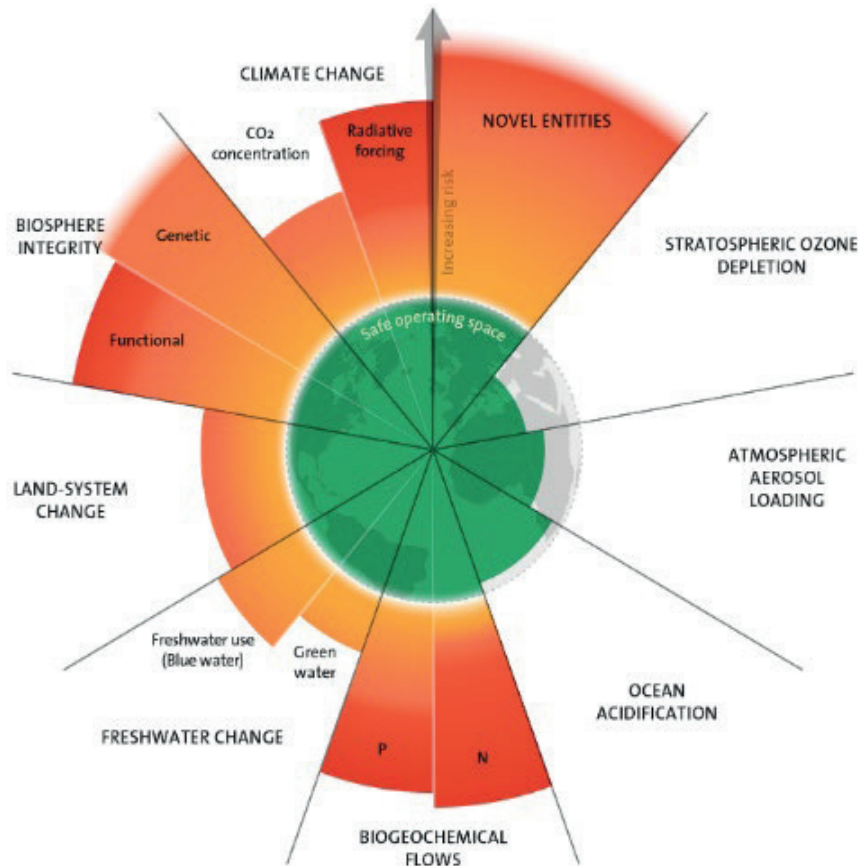 CLIMATE CHANGE
CO2
concentration
Radiative
forcing
Increasing risk
NOVEL ENTITIES
STRATOSPHERIC OZONE
DEPLETION
ATMOSPHERIC
AEROSOL
LOADING
OCEAN
ACIDIFICATION
N
P
BIOGEOCHEMICAL
FLOWS
Green
water
Freshwater use
(Blue water)
FRESHWATER CHANGE
LAND-SYSTEM
CHANGE
BIOSPHERE
INTEGRITY
Functional
Genetic
Safe operating space